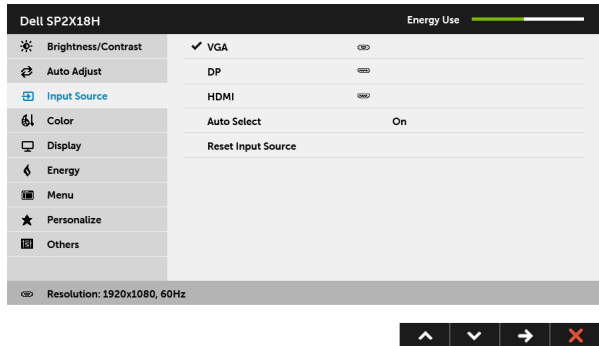 Dell SP2X18H
Energy Use
Brightness/Contrast
VGA
Auto Adjust
DP
Input Source
HDMI
Color
Auto Select On
Display
Reset Input Source
Energy
Menu
Personalize
Others
Resolution: 1920x1080, 60Hz